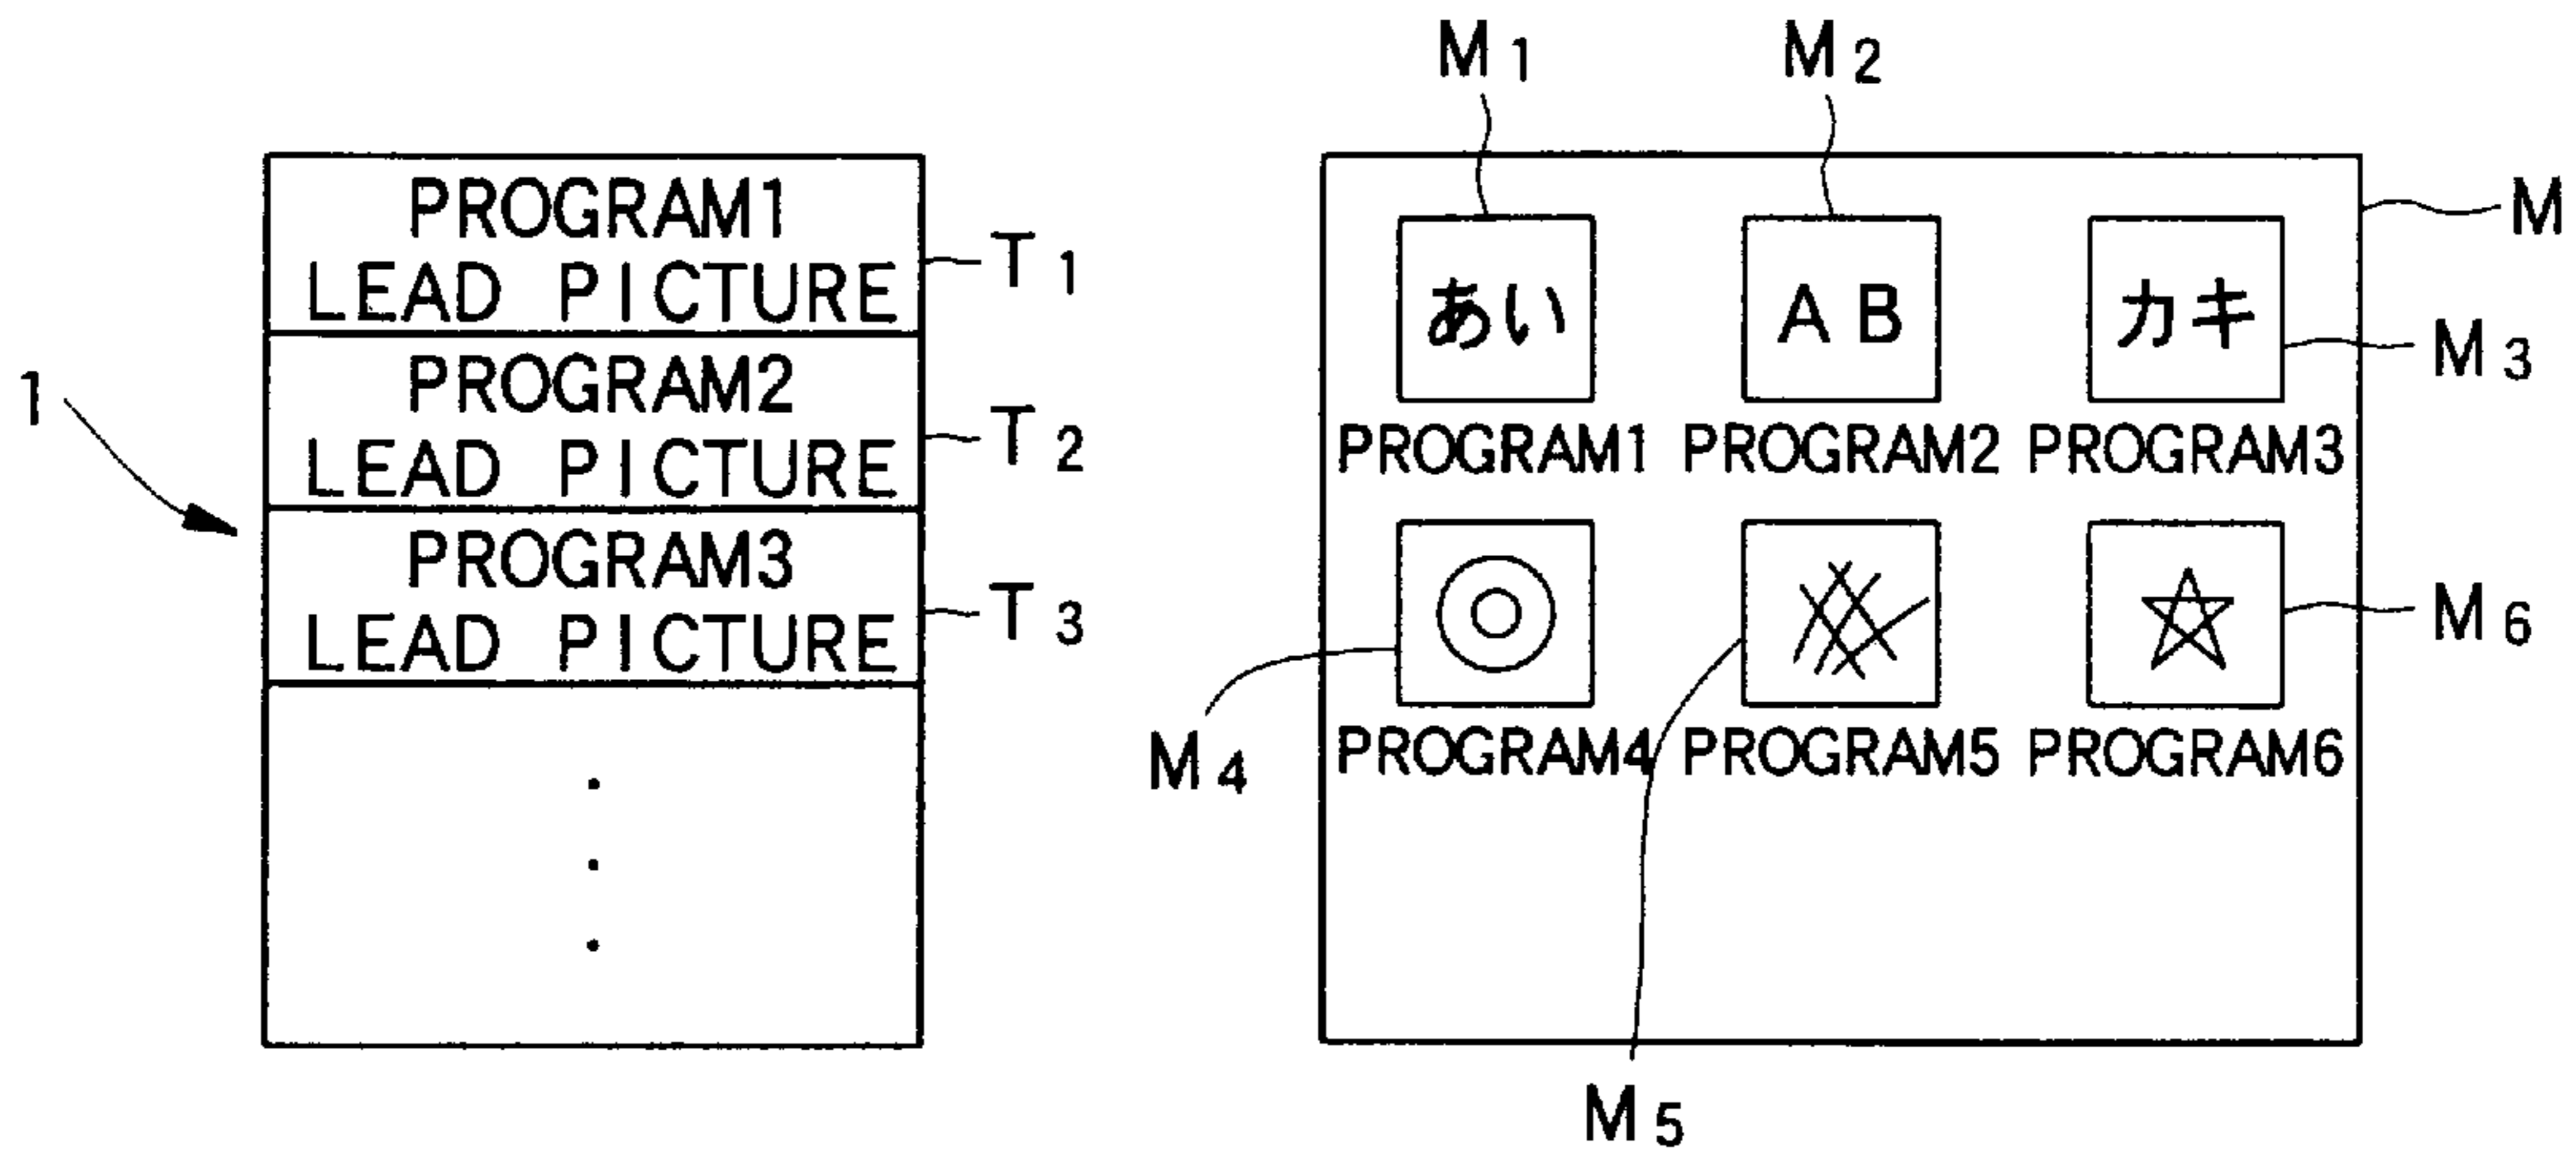 1
PROGRAM1
LEAD PICTURE
T1
PROGRAM2
LEAD PICTURE
T2
PROGRAM3
LEAD PICTURE
T3
M1
M2
M
あい
AB
カキ
M3
PROGRAM1
PROGRAM2
PROGRAM3
M4
M6
PROGRAM4
PROGRAM5
PROGRAM6
M5